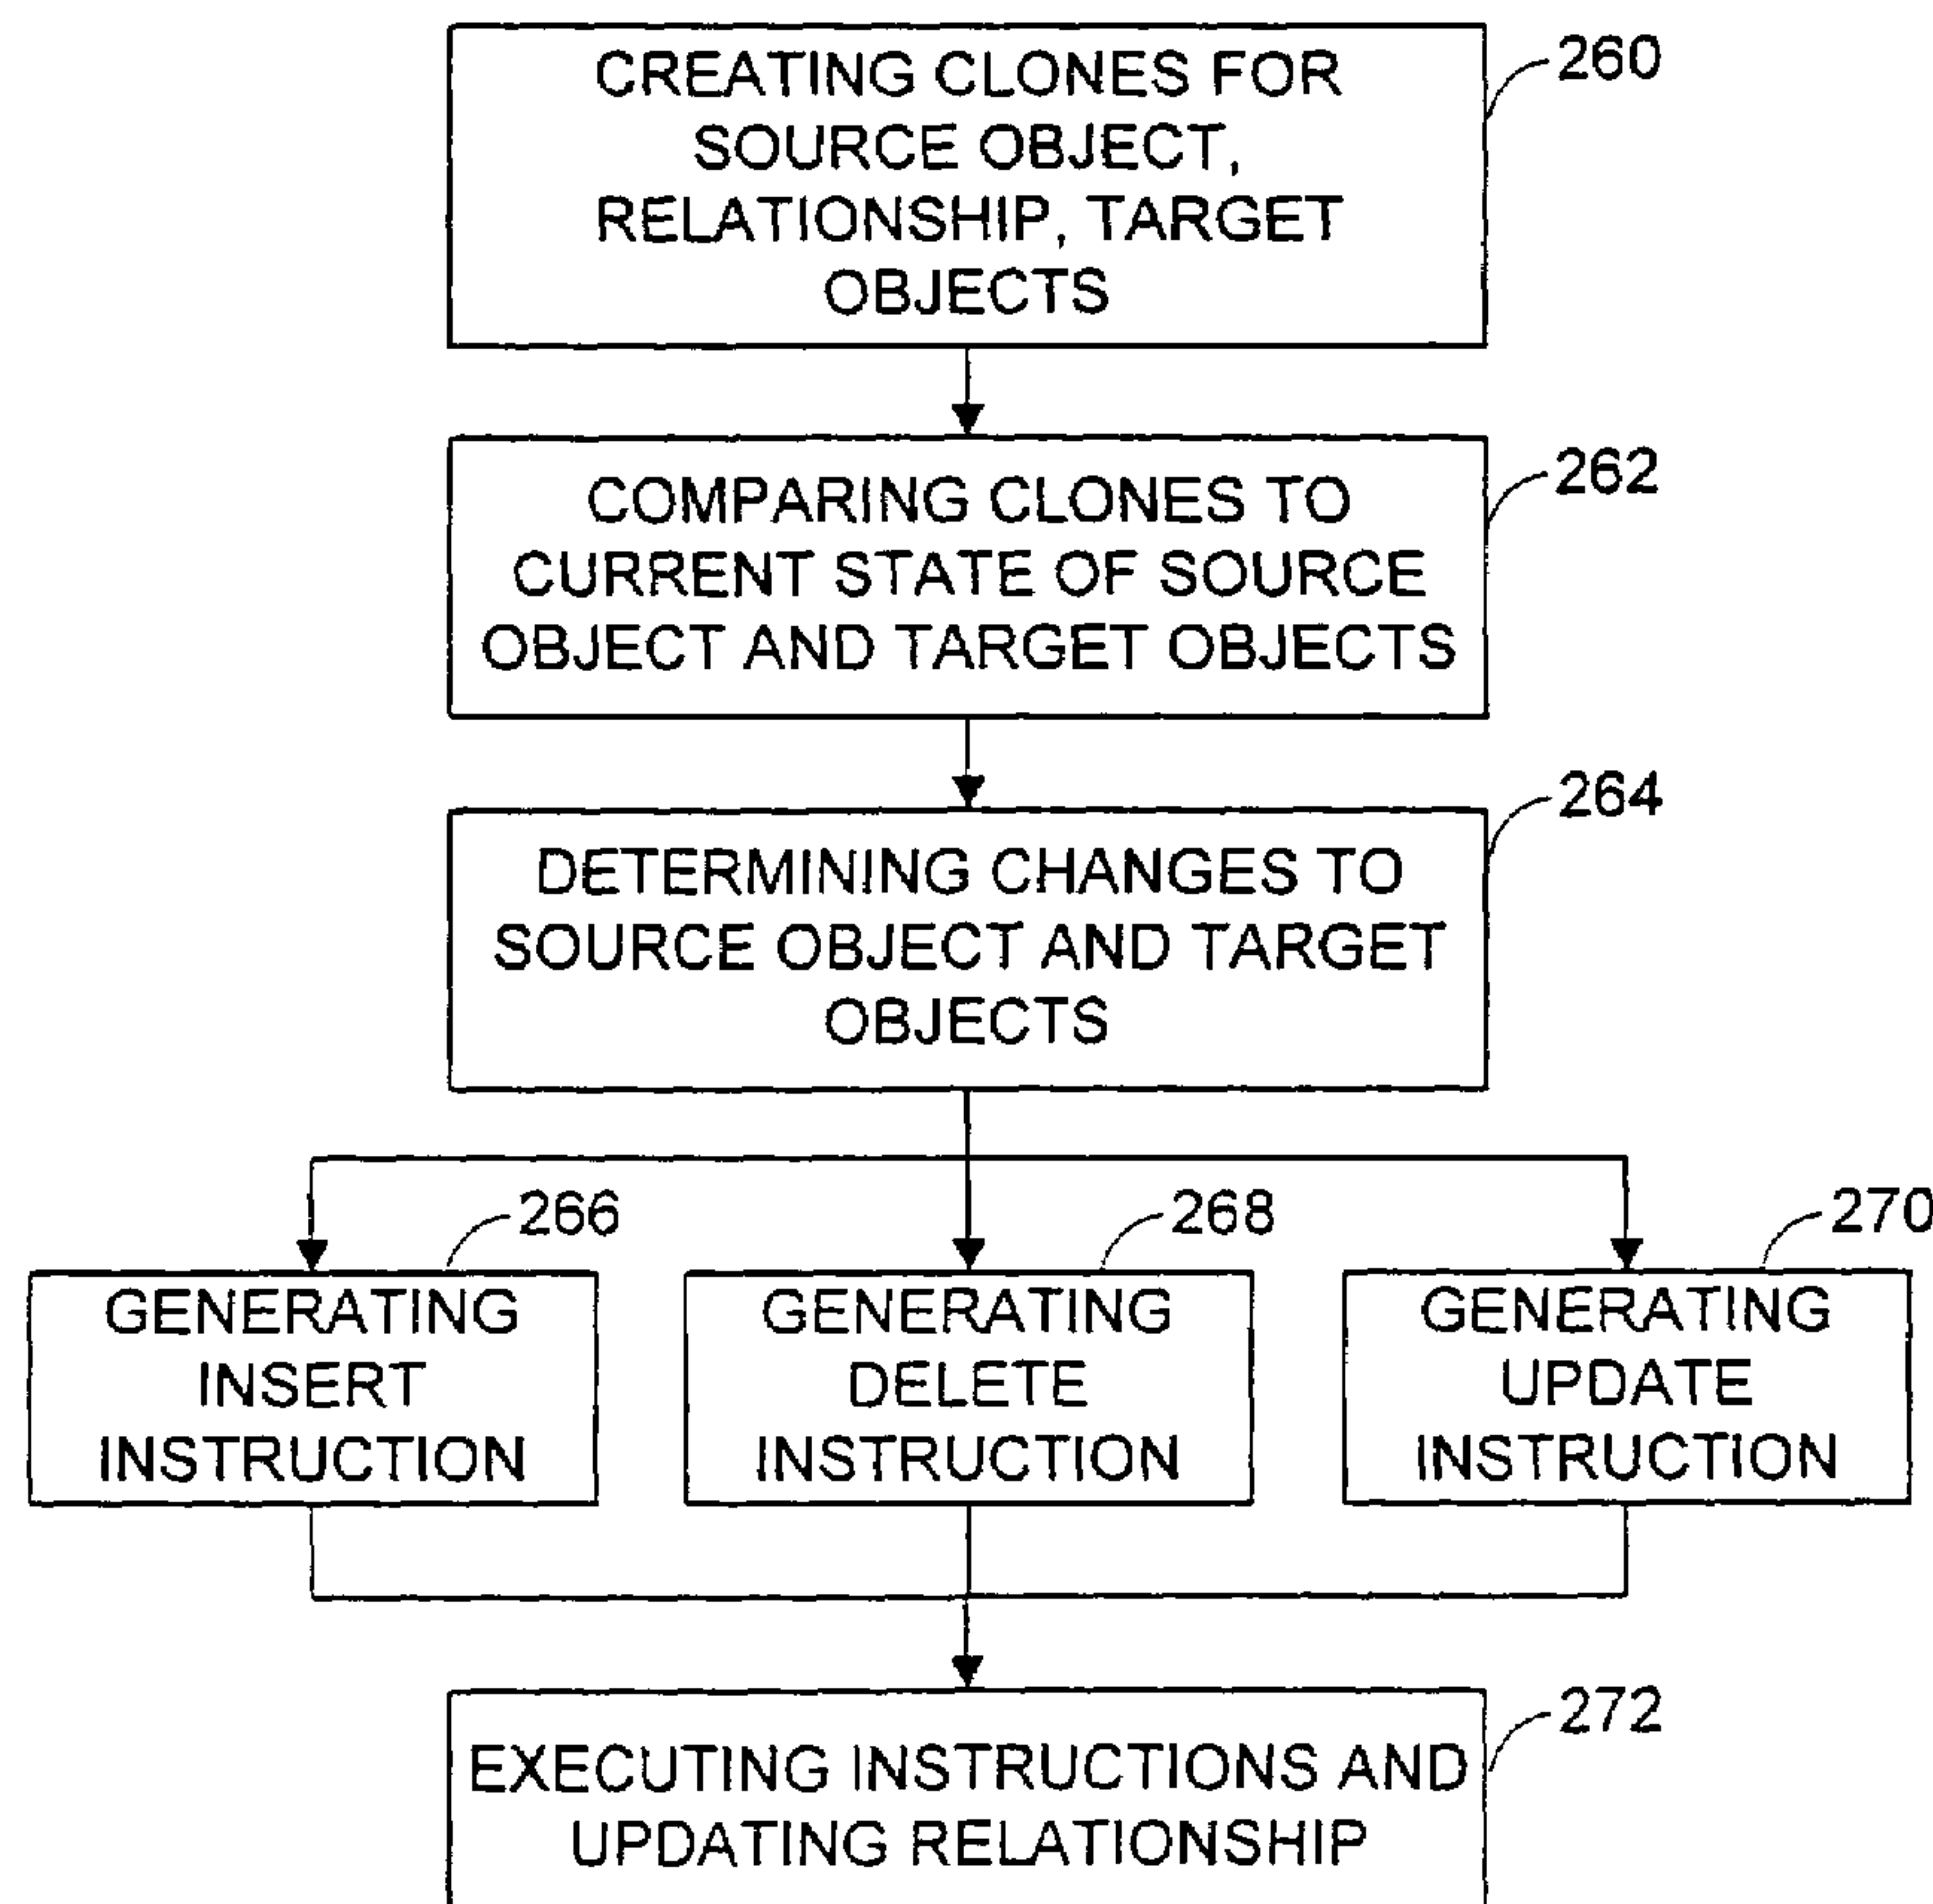 CREATING CLONES FOR
SOURCE OBJECT,
RELATIONSHIP, TARGET
OBJECTS
260
COMPARING CLONES TO
CURRENT STATE OF SOURCE
OBJECT AND TARGET OBJECTS
262
DETERMINING CHANGES TO
SOURCE OBJECT AND TARGET
OBJECTS
264
266
GENERATING
INSERT
INSTRUCTION
268
GENERATING
DELETE
INSTRUCTION
270
GENERATING
UPDATE
INSTRUCTION
272
EXECUTING INSTRUCTIONS AND
UPDATING RELATIONSHIP